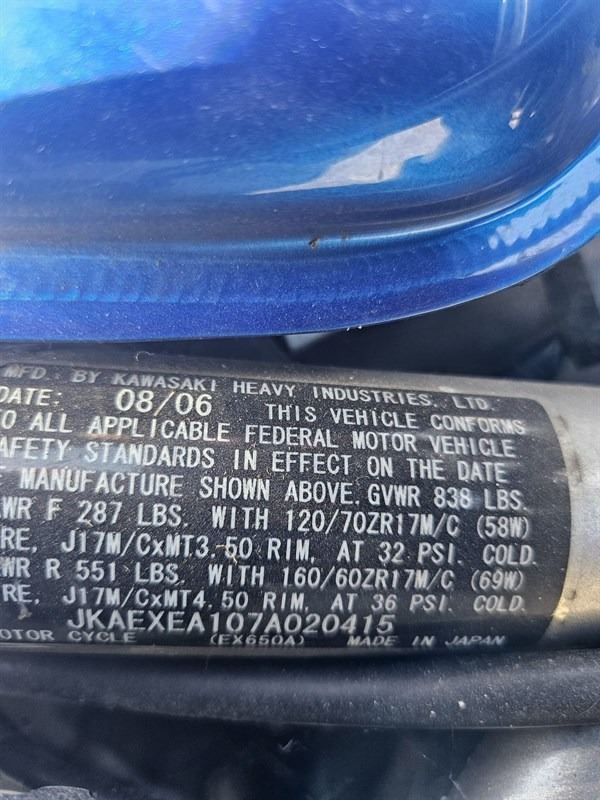 MFD. BY KAWASAKI HEAVY INDUSTRIES, LTD.
DATE: 08/06 THIS VEHICLE CONFORMS
TO ALL APPLICABLE FEDERAL MOTOR VEHICLE
SAFETY STANDARDS IN EFFECT ON THE DATE
MANUFACTURE SHOWN ABOVE. GVWR 838 LBS.
WR F 287 LBS. WITH 120/70ZR17M/C (58W)
RE, J17M/CxMT3.50 RIM, AT 32 PSI. COLD.
WR R 551 LBS. WITH 160/60ZR17M/C (69W)
RE, J17M/CxMT4.50 RIM, AT 36 PSI. COLD.
JKAEXEA107A020415
MOTOR CYCLE (EX650A) MADE IN JAPAN